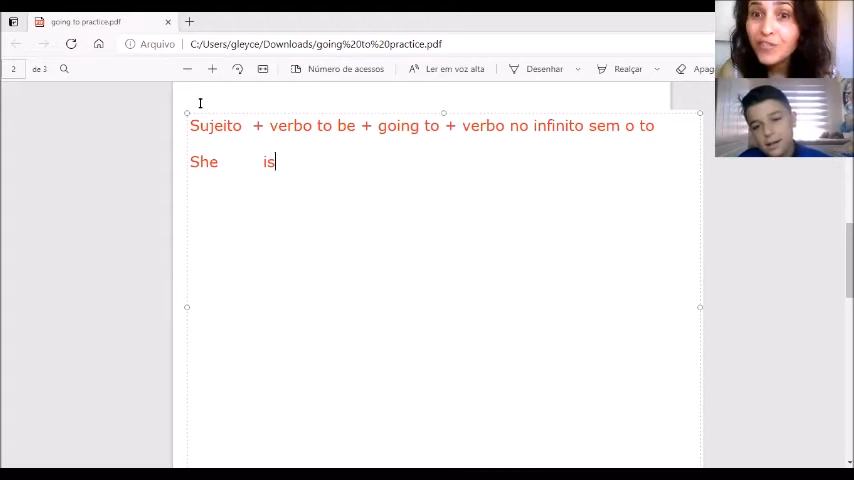 going to practice.pdf
Arquivo C:/Users/gleyce/Downloads/going%20to%20practice.pdf
2 de 3 Número de acessos Ler em voz alta Desenhar Realçar Apag
Sujeito + verbo to be + going to + verbo no infinito sem o to
She is